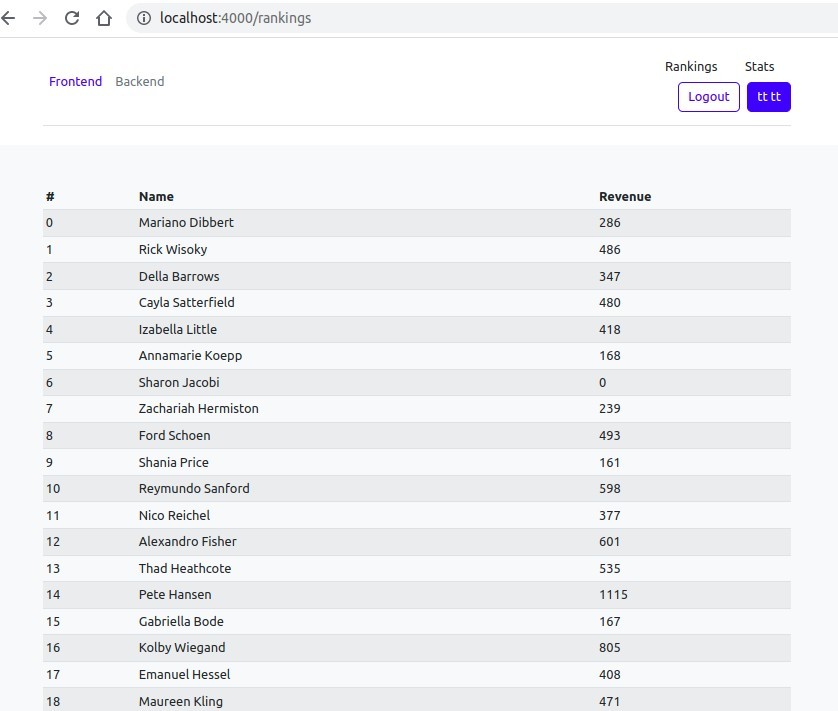 localhost:4000/rankings
Rankings Stats
Frontend Backend
Logout tt tt
# Name Revenue
0 Mariano Dibbert 286
1 Rick Wisoky 486
2 Della Barrows 347
3 Cayla Satterfield 480
4 Izabella Little 418
5 Annamarie Koepp 168
6 Sharon Jacobi 0
7 Zachariah Hermiston 239
8 Ford Schoen 493
9 Shania Price 161
10 Reymundo Sanford 598
11 Nico Reichel 377
12 Alexandro Fisher 601
13 Thad Heathcote 535
14 Pete Hansen 1115
15 Gabriella Bode 167
16 Kolby Wiegand 805
17 Emanuel Hessel 408
18 Maureen Kling 471